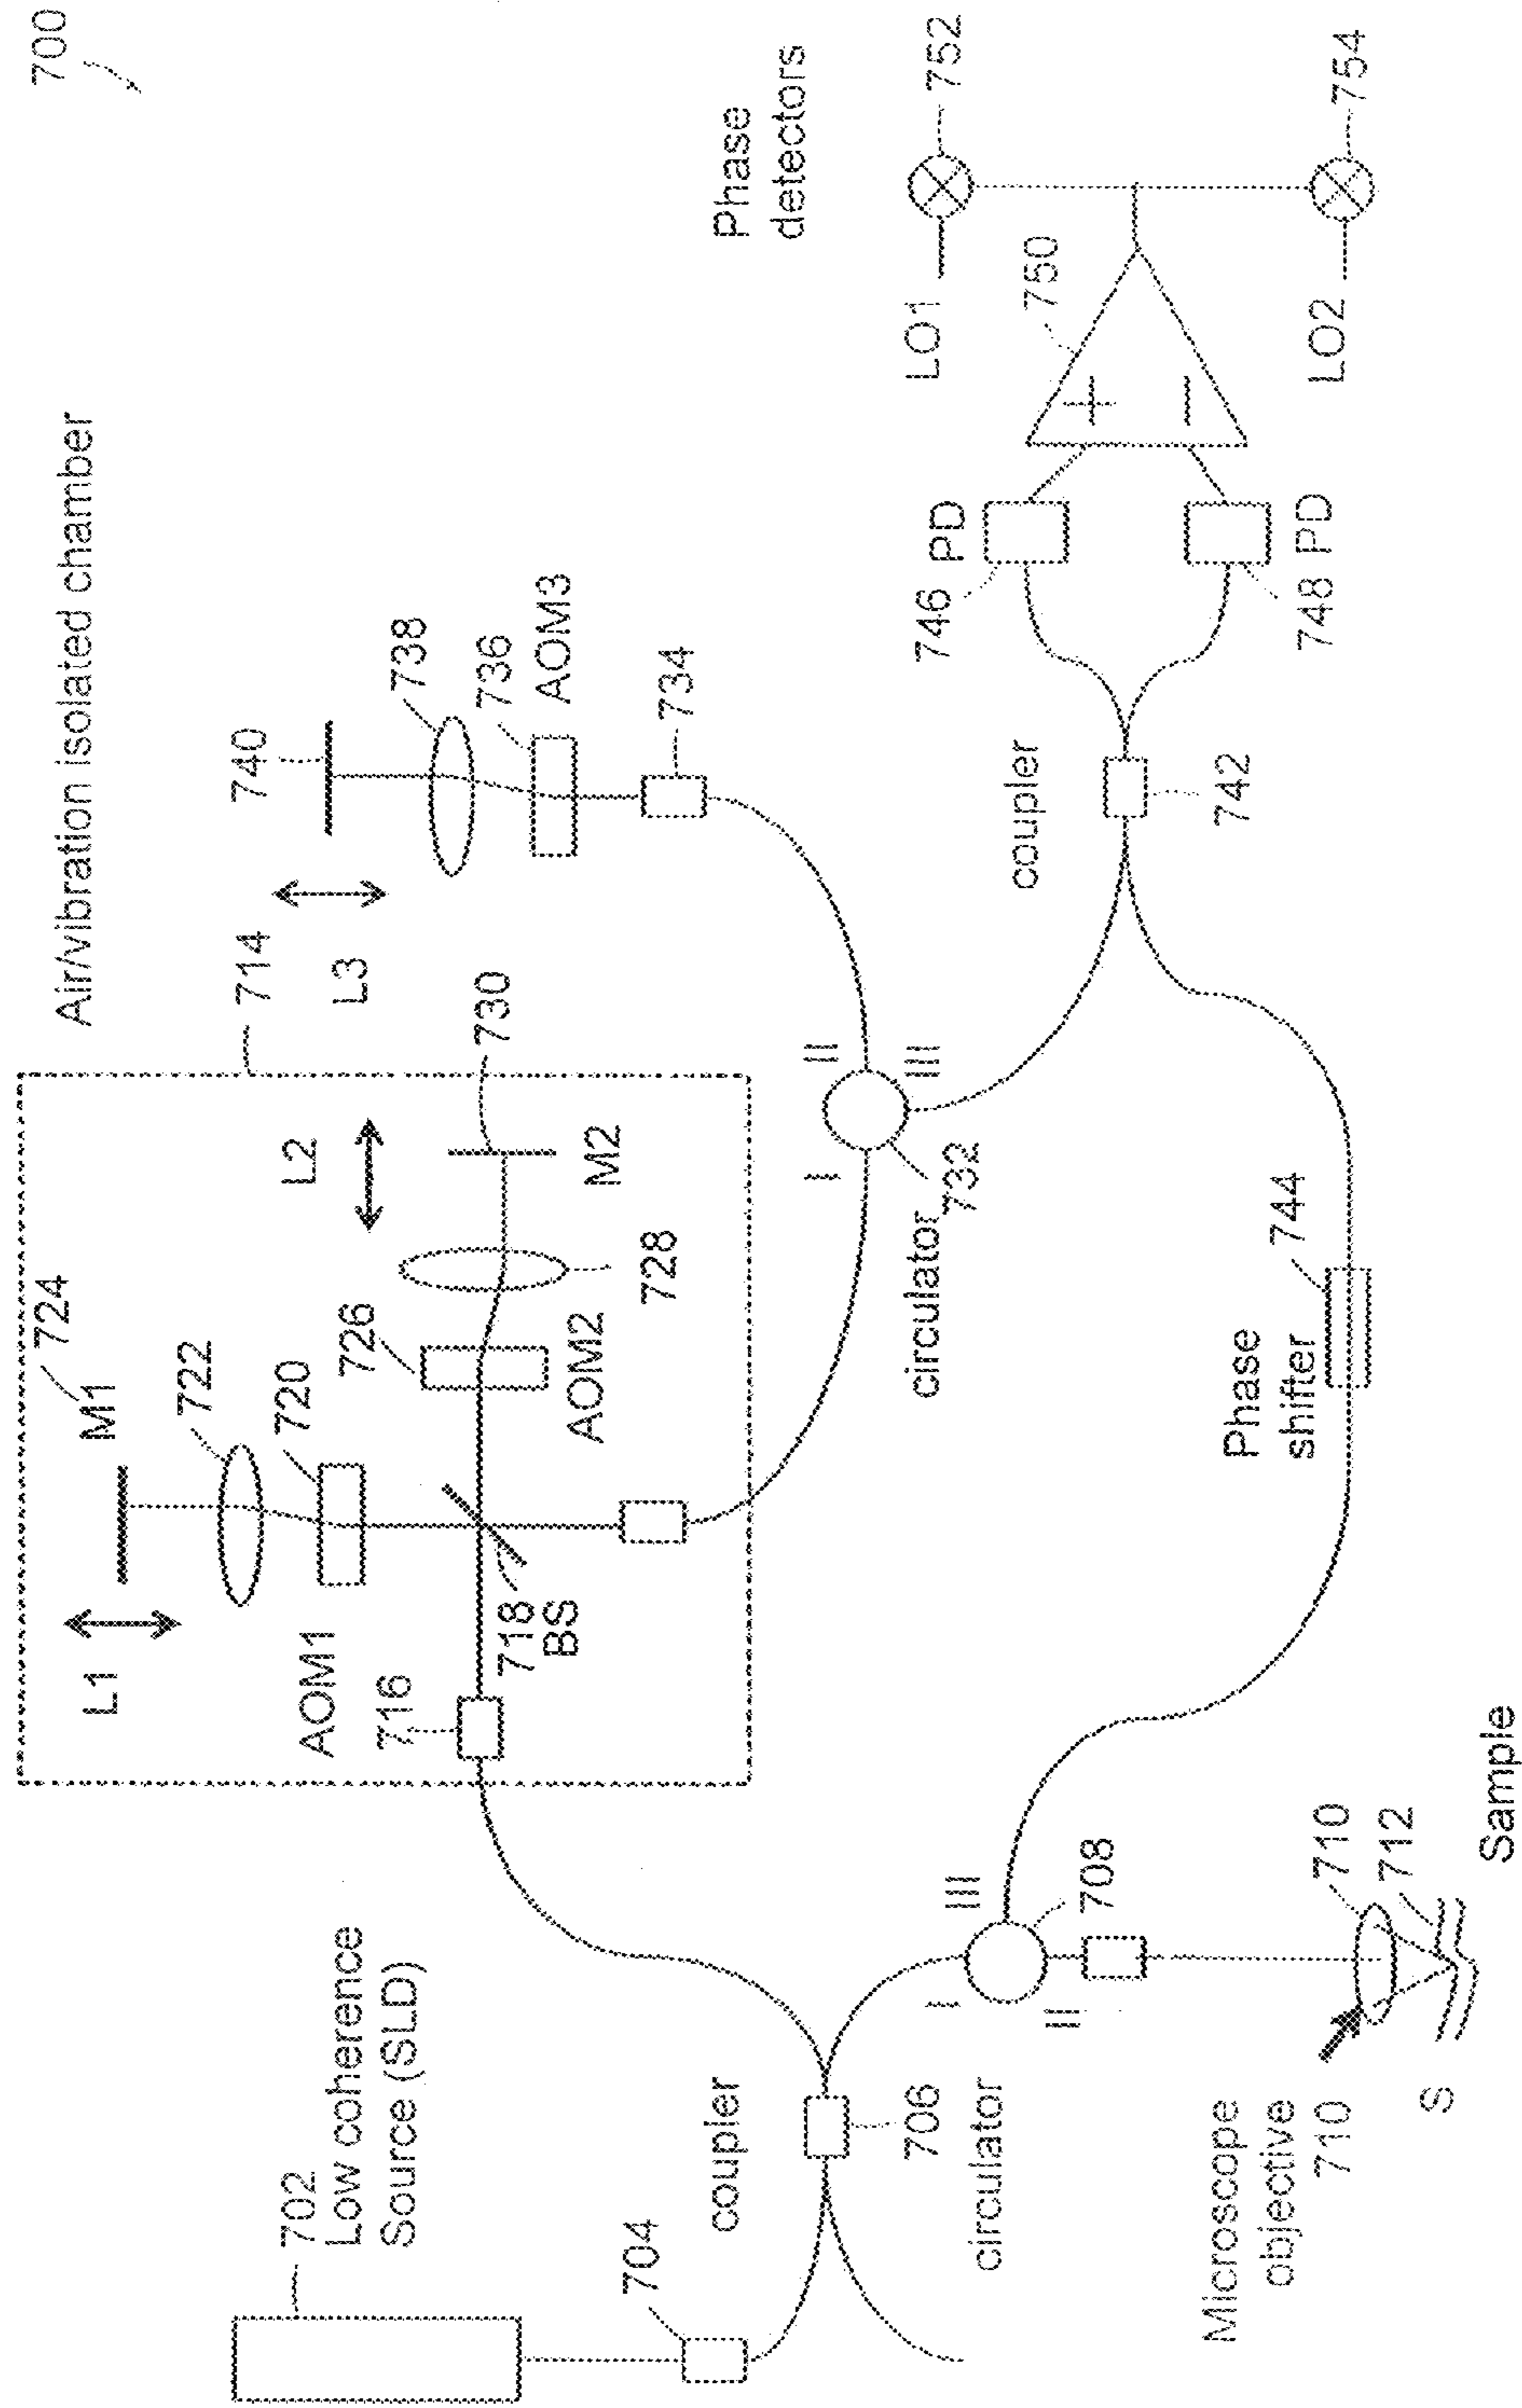 700
Air/vibration isolated chamber
714
724
M1
L1
722
720
AOM1
L2
726
AOM2
728
730
M2
716
718
BS
740
L3
738
736
AOM3
734
702
Low coherence
Source (SLD)
704
coupler
706
circulator
I
II
III
708
Microscope
objective
710
710
712
S
Sample
I
II
III
circulator
732
Phase
shifter
744
coupler
742
746
PD
748
PD
750
+
−
Phase
detectors
LO1
752
LO2
754